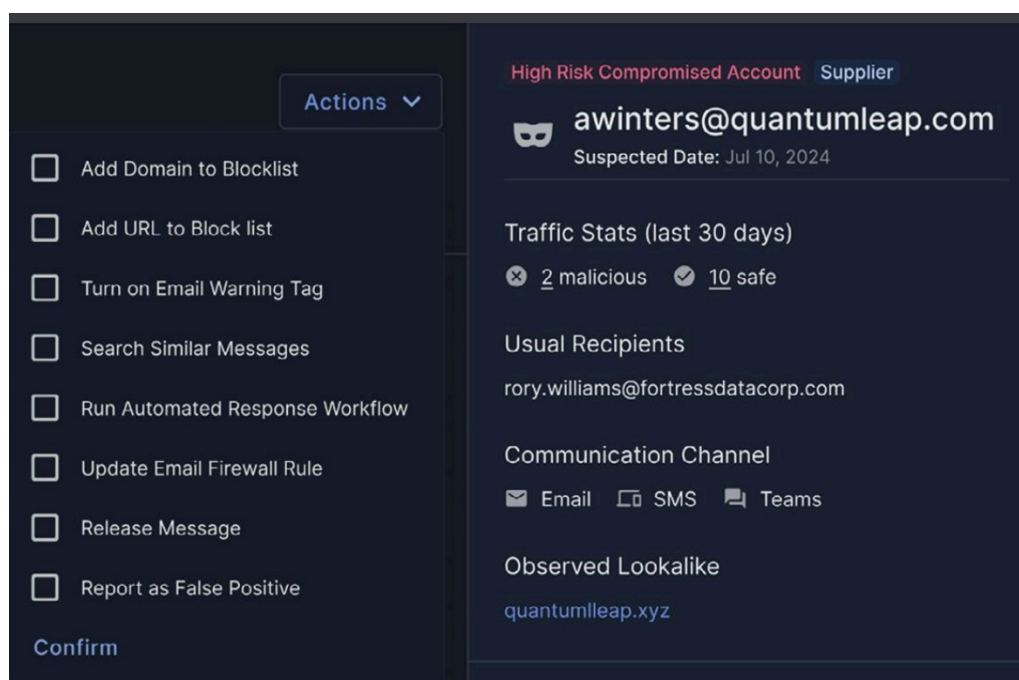 Actions
Add Domain to Blocklist
Add URL to Block list
Turn on Email Warning Tag
Search Similar Messages
Run Automated Response Workflow
Update Email Firewall Rule
Release Message
Report as False Positive
Confirm
High Risk Compromised Account Supplier
awinters@quantumleap.com
Suspected Date: Jul 10, 2024
Traffic Stats (last 30 days)
2 malicious 10 safe
Usual Recipients
rory.williams@fortressdatacorp.com
Communication Channel
Email SMS Teams
Observed Lookalike
quantumlleap.xyz